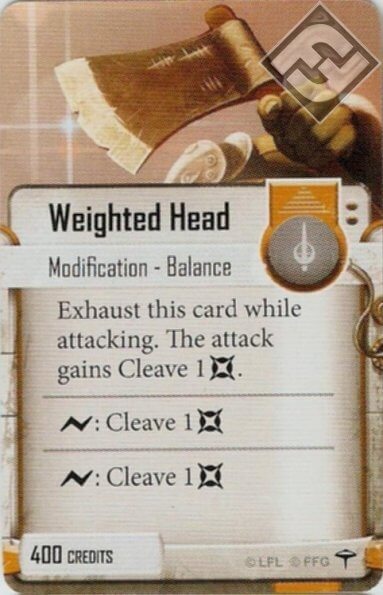 Weighted Head
Modification - Balance
Exhaust this card while
attacking. The attack
gains Cleave 1.
: Cleave 1
: Cleave 1
400 CREDITS
©LFL ©FFG